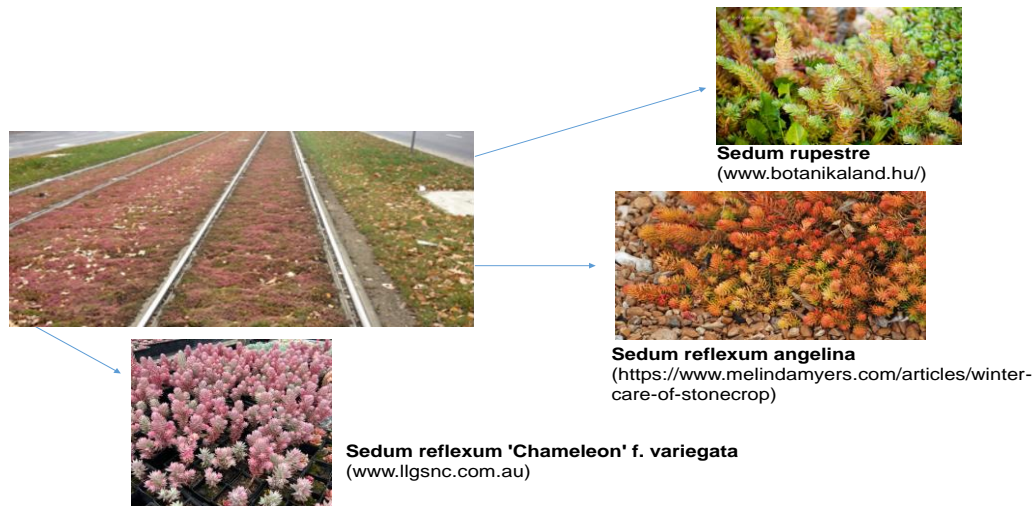 Sedum rupestre
(www.botanikaland.hu/)
Sedum reflexum angelina
(https://www.melindamyers.com/articles/winter-
care-of-stonecrop)
Sedum reflexum 'Chameleon' f. variegata
(www.llgsnc.com.au)